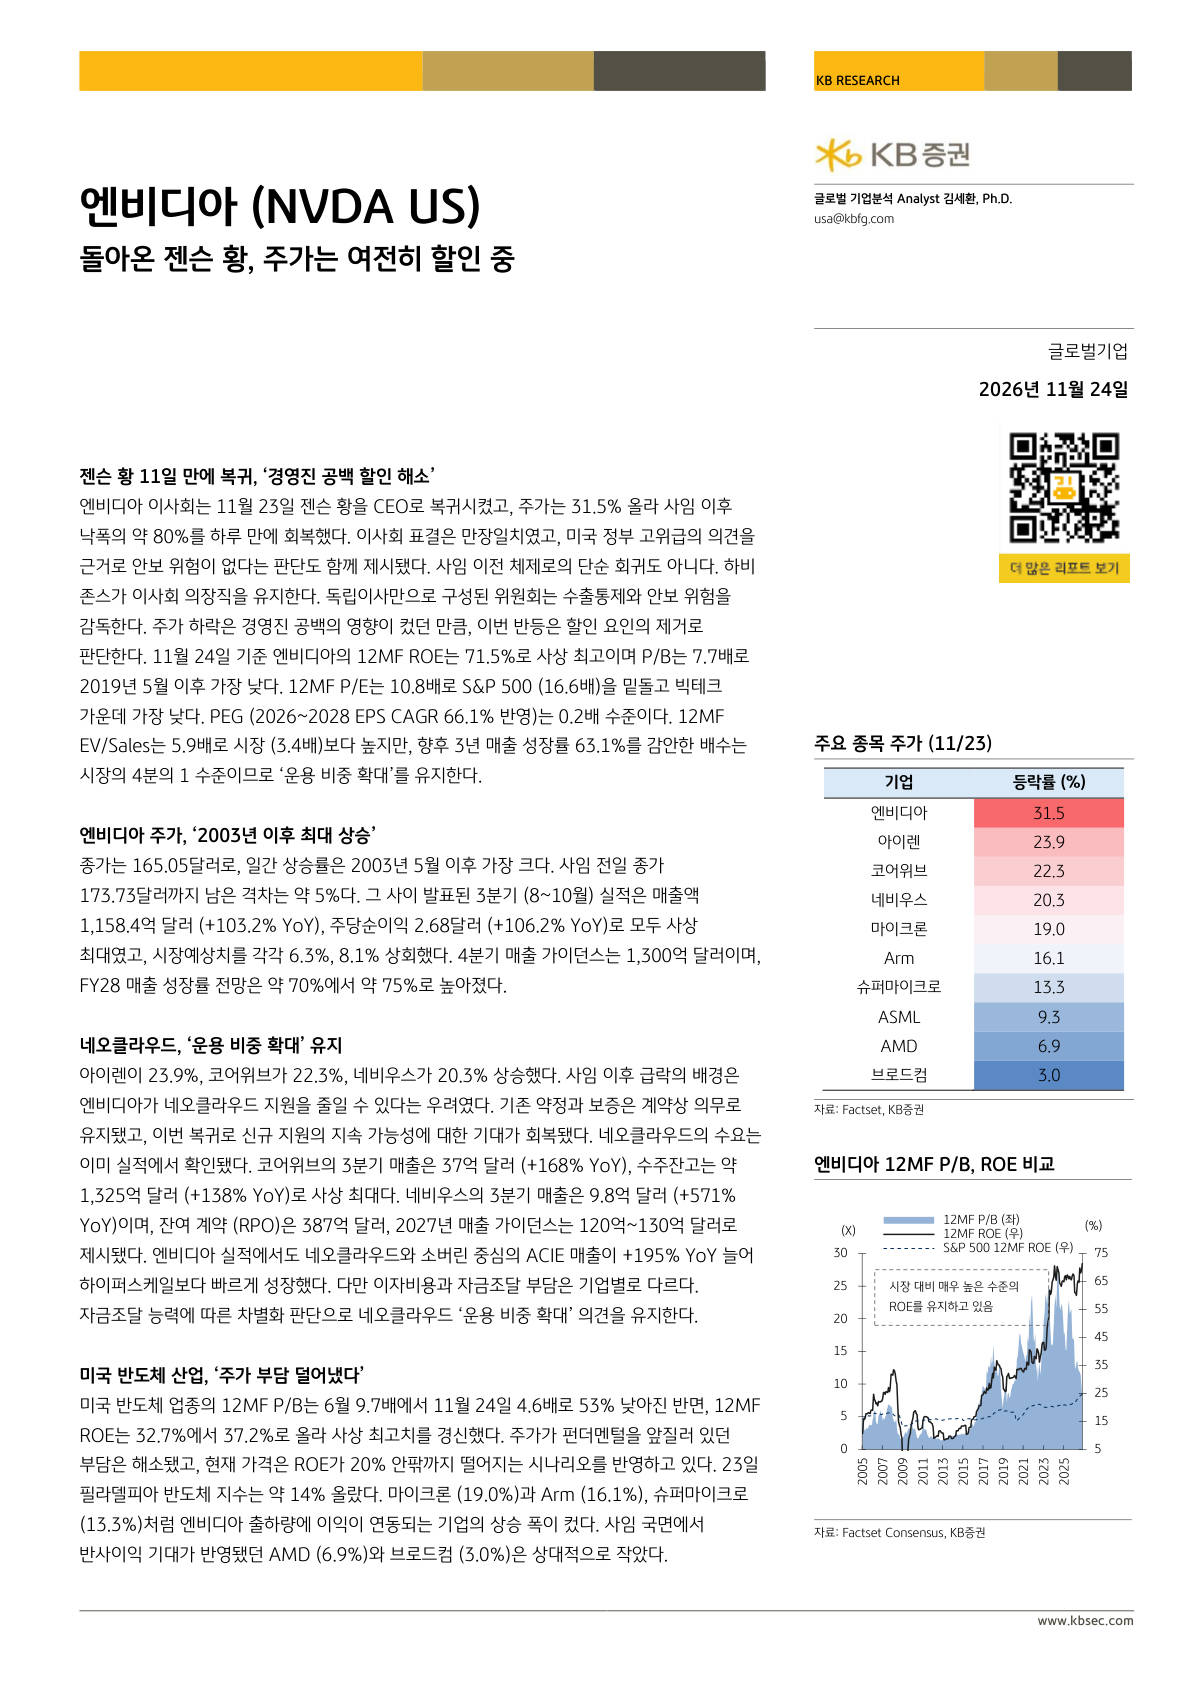 KB RESEARCH
KB증권
엔비디아 (NVDA US)
돌아온 젠슨 황, 주가는 여전히 할인 중
글로벌 기업분석 Analyst 김세환, Ph.D.
usa@kbfg.com
글로벌기업
2026년 11월 24일
더 많은 리포트 보기
젠슨 황 11일 만에 복귀, ‘경영진 공백 할인 해소’
엔비디아 이사회는 11월 23일 젠슨 황을 CEO로 복귀시켰고, 주가는 31.5% 올라 사임 이후
낙폭의 약 80%를 하루 만에 회복했다. 이사회 표결은 만장일치였고, 미국 정부 고위급의 의견을
근거로 안보 위험이 없다는 판단도 함께 제시됐다. 사임 이전 체제로의 단순 회귀도 아니다. 하비
존스가 이사회 의장직을 유지한다. 독립이사만으로 구성된 위원회는 수출통제와 안보 위험을
감독한다. 주가 하락은 경영진 공백의 영향이 컸던 만큼, 이번 반등은 할인 요인의 제거로
판단한다. 11월 24일 기준 엔비디아의 12MF ROE는 71.5%로 사상 최고이며 P/B는 7.7배로
2019년 5월 이후 가장 낮다. 12MF P/E는 10.8배로 S&P 500 (16.6배)을 밑돌고 빅테크
가운데 가장 낮다. PEG (2026~2028 EPS CAGR 66.1% 반영)는 0.2배 수준이다. 12MF
EV/Sales는 5.9배로 시장 (3.4배)보다 높지만, 향후 3년 매출 성장률 63.1%를 감안한 배수는
시장의 4분의 1 수준이므로 ‘운용 비중 확대’를 유지한다.
엔비디아 주가, ‘2003년 이후 최대 상승’
종가는 165.05달러로, 일간 상승률은 2003년 5월 이후 가장 크다. 사임 전일 종가
173.73달러까지 남은 격차는 약 5%다. 그 사이 발표된 3분기 (8~10월) 실적은 매출액
1,158.4억 달러 (+103.2% YoY), 주당순이익 2.68달러 (+106.2% YoY)로 모두 사상
최대였고, 시장예상치를 각각 6.3%, 8.1% 상회했다. 4분기 매출 가이던스는 1,300억 달러이며,
FY28 매출 성장률 전망은 약 70%에서 약 75%로 높아졌다.
네오클라우드, ‘운용 비중 확대’ 유지
아이렌이 23.9%, 코어위브가 22.3%, 네비우스가 20.3% 상승했다. 사임 이후 급락의 배경은
엔비디아가 네오클라우드 지원을 줄일 수 있다는 우려였다. 기존 약정과 보증은 계약상 의무로
유지됐고, 이번 복귀로 신규 지원의 지속 가능성에 대한 기대가 회복됐다. 네오클라우드의 수요는
이미 실적에서 확인됐다. 코어위브의 3분기 매출은 37억 달러 (+168% YoY), 수주잔고는 약
1,325억 달러 (+138% YoY)로 사상 최대다. 네비우스의 3분기 매출은 9.8억 달러 (+571%
YoY)이며, 잔여 계약 (RPO)은 387억 달러, 2027년 매출 가이던스는 120억~130억 달러로
제시됐다. 엔비디아 실적에서도 네오클라우드와 소버린 중심의 ACIE 매출이 +195% YoY 늘어
하이퍼스케일보다 빠르게 성장했다. 다만 이자비용과 자금조달 부담은 기업별로 다르다.
자금조달 능력에 따른 차별화 판단으로 네오클라우드 ‘운용 비중 확대’ 의견을 유지한다.
미국 반도체 산업, ‘주가 부담 덜어냈다’
미국 반도체 업종의 12MF P/B는 6월 9.7배에서 11월 24일 4.6배로 53% 낮아진 반면, 12MF
ROE는 32.7%에서 37.2%로 올라 사상 최고치를 경신했다. 주가가 펀더멘털을 앞질러 있던
부담은 해소됐고, 현재 가격은 ROE가 20% 안팎까지 떨어지는 시나리오를 반영하고 있다. 23일
필라델피아 반도체 지수는 약 14% 올랐다. 마이크론 (19.0%)과 Arm (16.1%), 슈퍼마이크로
(13.3%)처럼 엔비디아 출하량에 이익이 연동되는 기업의 상승 폭이 컸다. 사임 국면에서
반사이익 기대가 반영됐던 AMD (6.9%)와 브로드컴 (3.0%)은 상대적으로 작았다.
주요 종목 주가 (11/23)
기업 등락률 (%)
엔비디아 31.5
아이렌 23.9
코어위브 22.3
네비우스 20.3
마이크론 19.0
Arm 16.1
슈퍼마이크로 13.3
ASML 9.3
AMD 6.9
브로드컴 3.0
자료: Factset, KB증권
엔비디아 12MF P/B, ROE 비교
12MF P/B (좌)
(X) 12MF ROE (우) (%)
S&P 500 12MF ROE (우)
시장 대비 매우 높은 수준의
ROE를 유지하고 있음
30 75
25 65
20 55
15 45
10 35
5 25
0 15
5
2005 2007 2009 2011 2013 2015 2017 2019 2021 2023 2025
자료: Factset Consensus, KB증권
www.kbsec.com